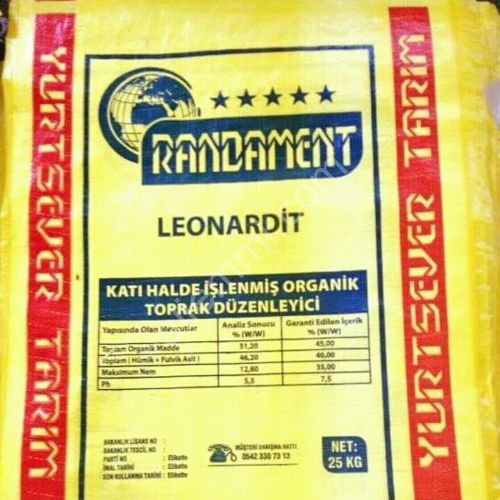 YURTSEVER TARIM
RANDAMENT
LEONARDİT
KATI HALDE İŞLENMİŞ ORGANİK
TOPRAK DÜZENLEYİCİ
Yapısında Olan Mevcutlar Analiz Sonucu % (W/W) Garanti Edilen İçerik % (W/W)
Toplam Organik Madde 51,20 45,00
Toplam ( Hümik + Fulvik Asit ) 46,20 40,00
Maksimum Nem 12,80 35,00
Ph 5,5 7,5
BAKANLIK LİSANS NO :
BAKANLIK TESCİL NO :
PARTİ NO : Etikette
İMAL TARİHİ : Etikette
SON KULLANMA TARİHİ : Etikette
MÜŞTERİ DANIŞMA HATTI
0542 330 73 13
NET:
25 KG
YURTSEVER TARIM